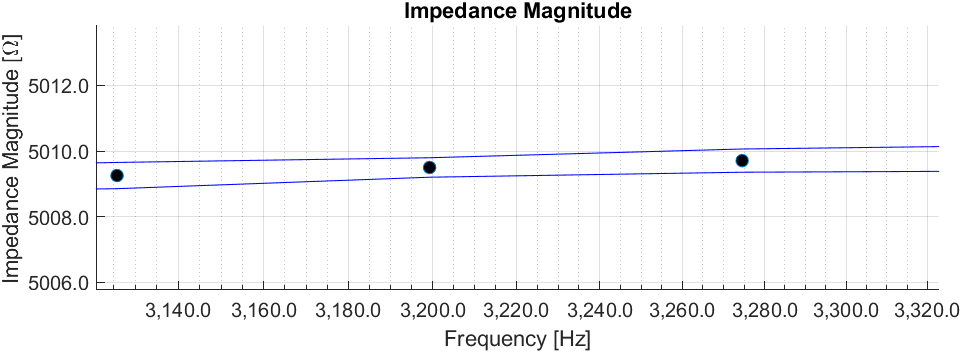 Impedance Magnitude
Impedance Magnitude [Ω]
5012.0
5010.0
5008.0
5006.0
3,140.0 3,160.0 3,180.0 3,200.0 3,220.0 3,240.0 3,260.0 3,280.0 3,300.0 3,320.0
Frequency [Hz]